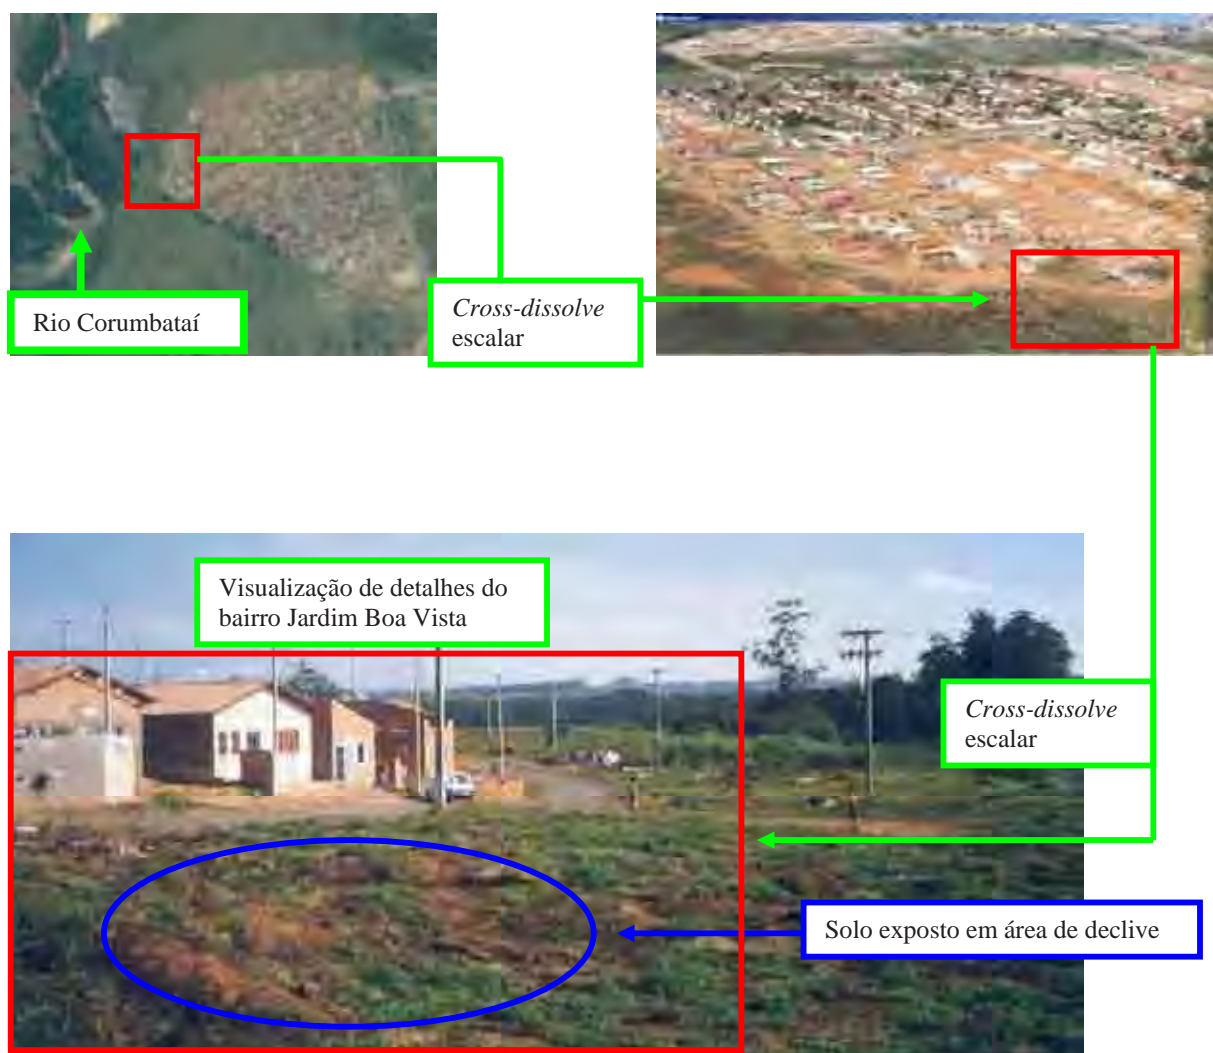 Rio Corumbataí
Cross-dissolve
escalar
Visualização de detalhes do
bairro Jardim Boa Vista
Cross-dissolve
escalar
Solo exposto em área de declive